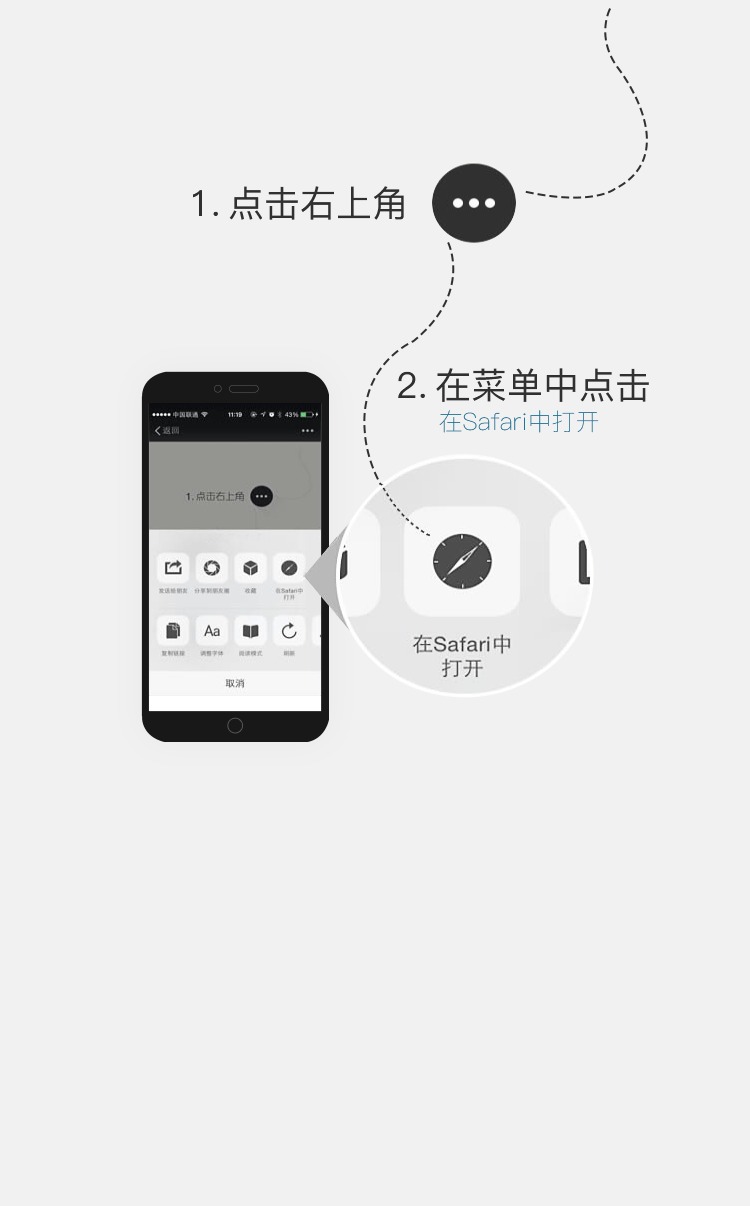 1. 点击右上角
2. 在菜单中点击
在Safari中打开
中国联通
11:19
43%
返回
1. 点击右上角
发送给朋友
分享到朋友圈
收藏
在Safari中
打开
复制链接
调整字体
阅读模式
刷新
取消
在Safari中
打开